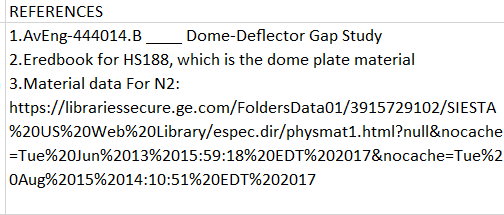 REFERENCES
1.AvEng-444014.B ____ Dome-Deflector Gap Study
2.Eredbook for HS188, which is the dome plate material
3.Material data For N2:
https://librariessecure.ge.com/FoldersData01/3915729102/SIESTA
%20US%20Web%20Library/espec.dir/physmat1.html?null&nocache
=Tue%20Jun%2013%2015:59:18%20EDT%202017&nocache=Tue%2
0Aug%2015%2014:10:51%20EDT%202017